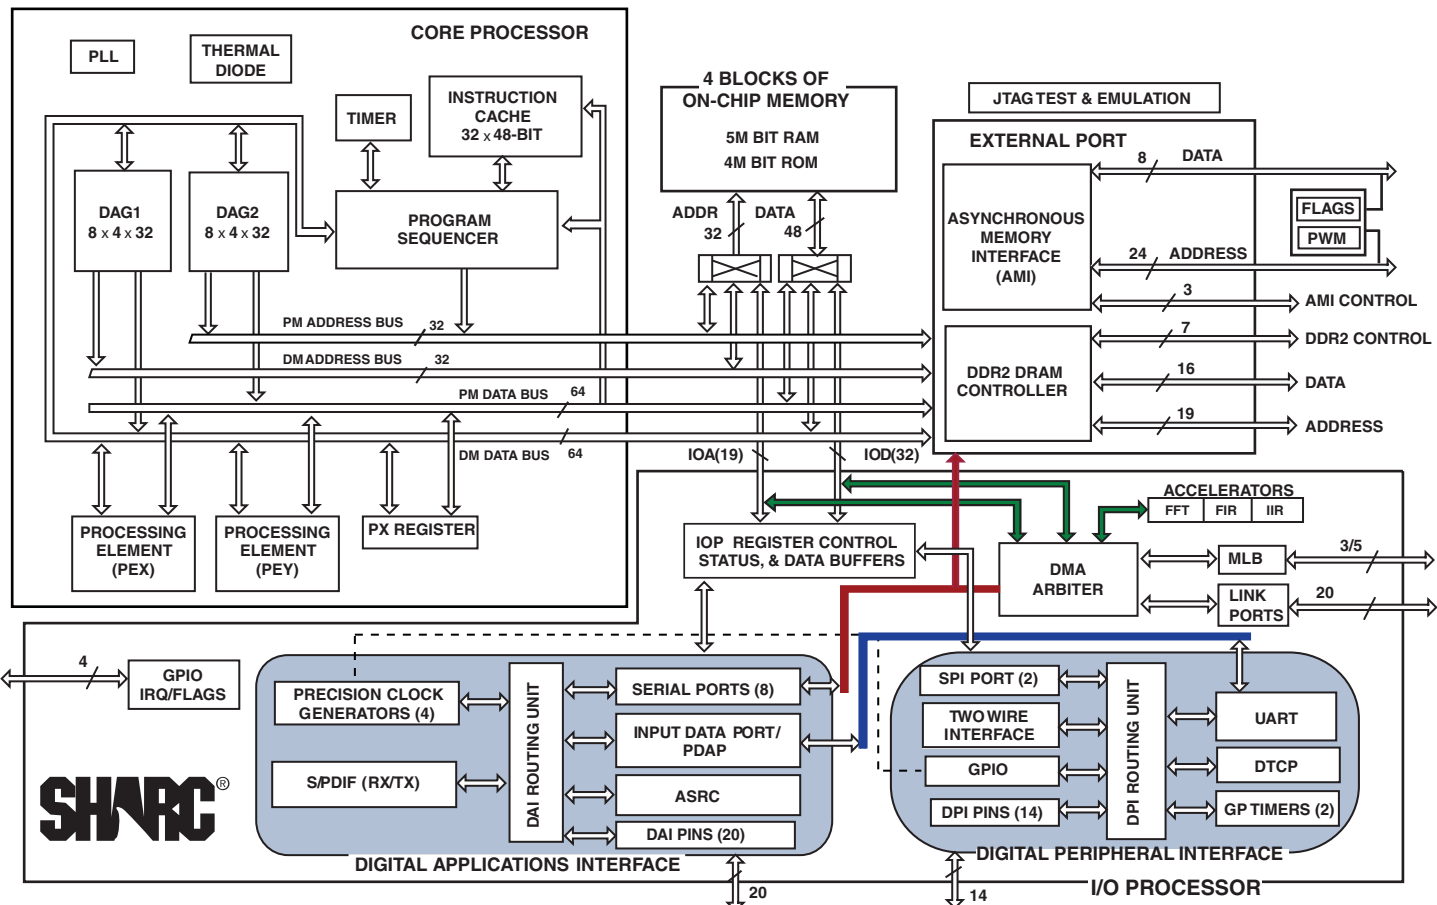 CORE PROCESSOR
PLL
THERMAL
DIODE
TIMER
INSTRUCTION
CACHE
32 x 48-BIT
DAG1
8 x 4 x 32
DAG2
8 x 4 x 32
PROGRAM
SEQUENCER
PM ADDRESS BUS
32
DM ADDRESS BUS
32
PM DATA BUS
64
DM DATA BUS
64
PROCESSING
ELEMENT
(PEX)
PROCESSING
ELEMENT
(PEY)
PX REGISTER
4 BLOCKS OF
ON-CHIP MEMORY
5M BIT RAM
4M BIT ROM
ADDR
32
DATA
48
IOA(19)
IOD(32)
JTAG TEST & EMULATION
EXTERNAL PORT
ASYNCHRONOUS
MEMORY
INTERFACE
(AMI)
DDR2 DRAM
CONTROLLER
8
DATA
FLAGS
PWM
24
ADDRESS
3
AMI CONTROL
7
DDR2 CONTROL
16
DATA
19
ADDRESS
IOP REGISTER CONTROL
STATUS, & DATA BUFFERS
DMA
ARBITER
ACCELERATORS
FFT
FIR
IIR
MLB
3/5
LINK
PORTS
20
4
GPIO
IRQ/FLAGS
PRECISION CLOCK
GENERATORS (4)
S/PDIF (RX/TX)
DAI ROUTING UNIT
SERIAL PORTS (8)
INPUT DATA PORT/
PDAP
ASRC
DAI PINS (20)
DIGITAL APPLICATIONS INTERFACE
20
SPI PORT (2)
TWO WIRE
INTERFACE
GPIO
DPI PINS (14)
DPI ROUTING UNIT
UART
DTCP
GP TIMERS (2)
DIGITAL PERIPHERAL INTERFACE
14
I/O PROCESSOR
SHARC®